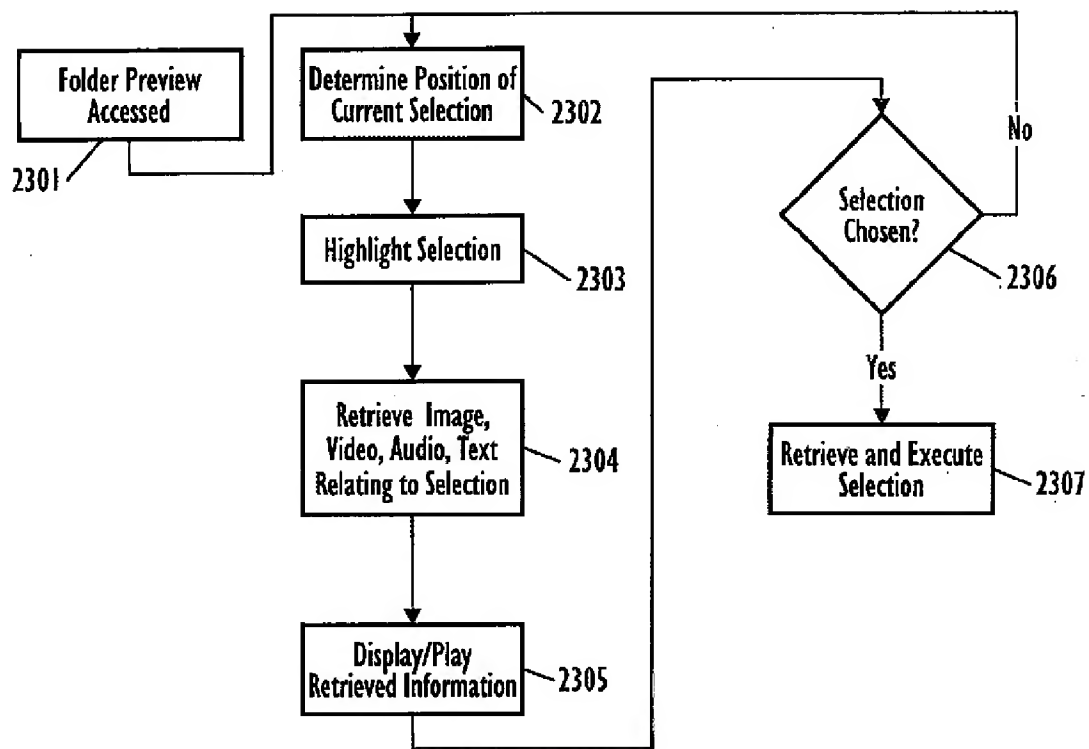 Folder Preview
Accessed
2301
Determine Position of
Current Selection
2302
Highlight Selection
2303
Retrieve Image,
Video, Audio, Text
Relating to Selection
2304
Display/Play
Retrieved Information
2305
Selection
Chosen?
2306
No
Yes
Retrieve and Execute
Selection
2307